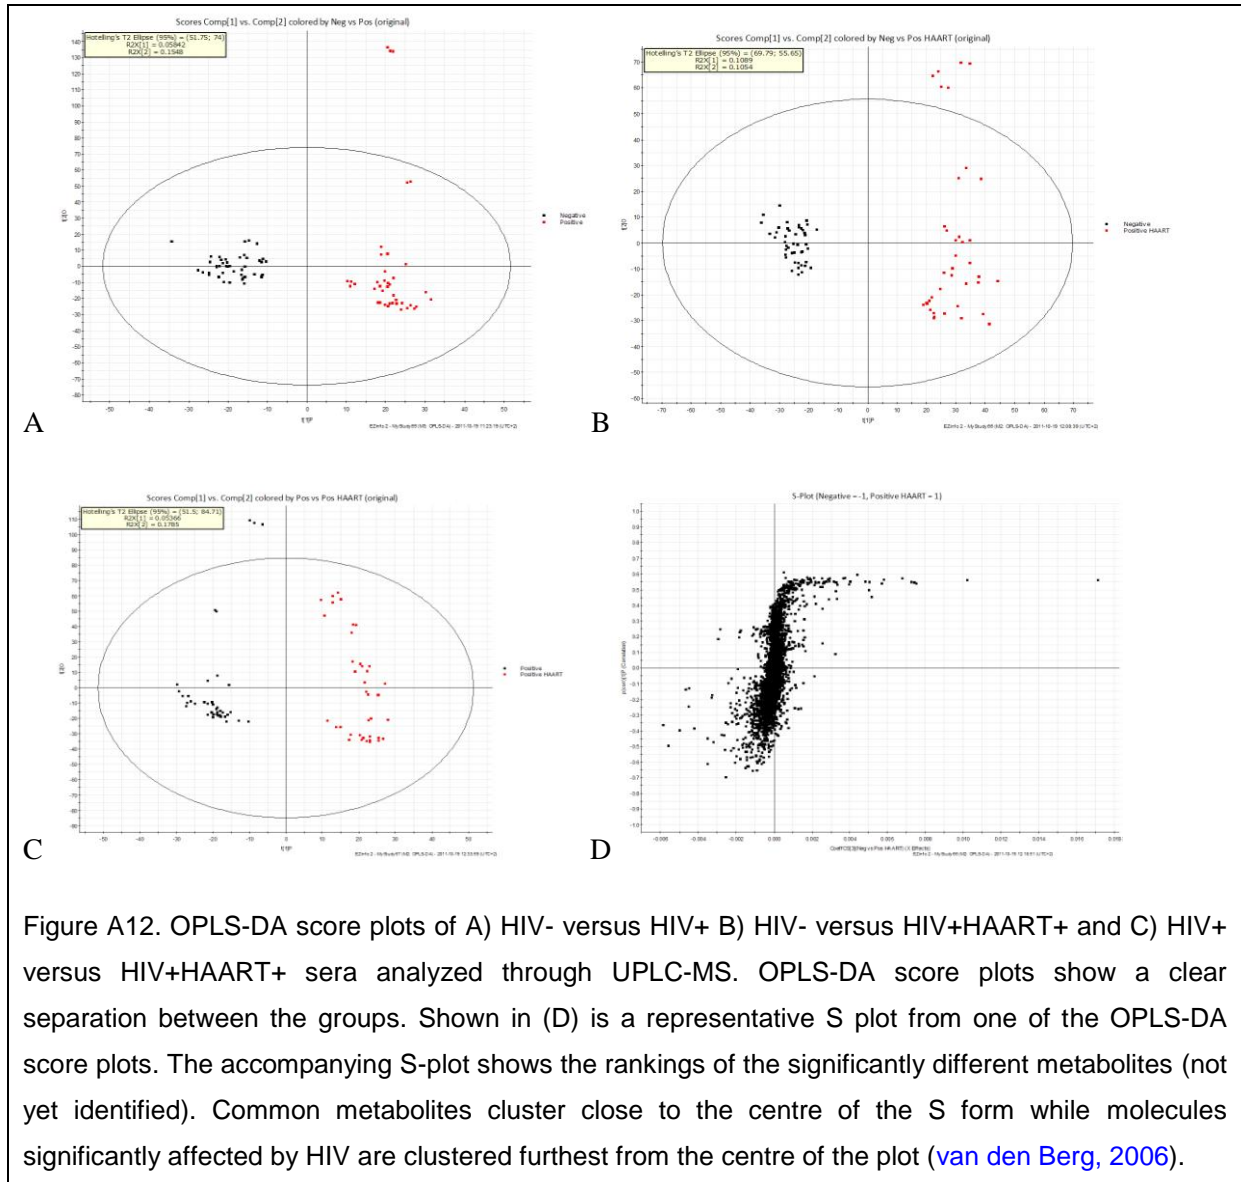 Scores Comp[1] vs. Comp[2] colored by Neg vs Pos (original)
Hotelling's T2 Ellipse (95%) = (51.75; 74)
R2X[1] = 0.05842
R2X[2] = 0.1548
Negative
Positive
A
Scores Comp[1] vs. Comp[2] colored by Neg vs Pos HAART (original)
Hotelling's T2 Ellipse (95%) = (69.79; 55.65)
R2X[1] = 0.1089
R2X[2] = 0.1054
Negative
Positive HAART
B
Scores Comp[1] vs. Comp[2] colored by Pos vs Pos HAART (original)
Hotelling's T2 Ellipse (95%) = (51.5; 84.71)
R2X[1] = 0.05366
R2X[2] = 0.1785
Positive
Positive HAART
C
S-Plot (Negative = -1, Positive HAART = 1)
D
Figure A12. OPLS-DA score plots of A) HIV- versus HIV+ B) HIV- versus HIV+HAART+ and C) HIV+
versus HIV+HAART+ sera analyzed through UPLC-MS. OPLS-DA score plots show a clear
separation between the groups. Shown in (D) is a representative S plot from one of the OPLS-DA
score plots. The accompanying S-plot shows the rankings of the significantly different metabolites (not
yet identified). Common metabolites cluster close to the centre of the S form while molecules
significantly affected by HIV are clustered furthest from the centre of the plot (van den Berg, 2006).